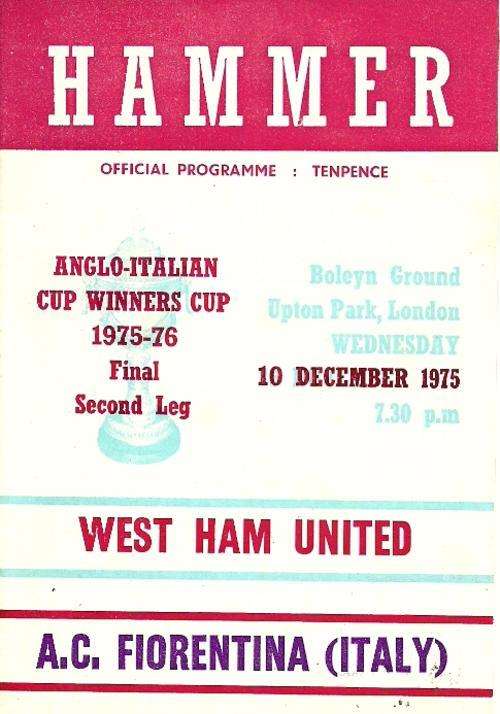 HAMMER
OFFICIAL PROGRAMME : TENPENCE
ANGLO-ITALIAN
CUP WINNERS CUP
1975-76
Final
Second Leg
Boleyn Ground
Upton Park, London
WEDNESDAY
10 DECEMBER 1975
7.30 p.m
WEST HAM UNITED
A.C. FIORENTINA (ITALY)